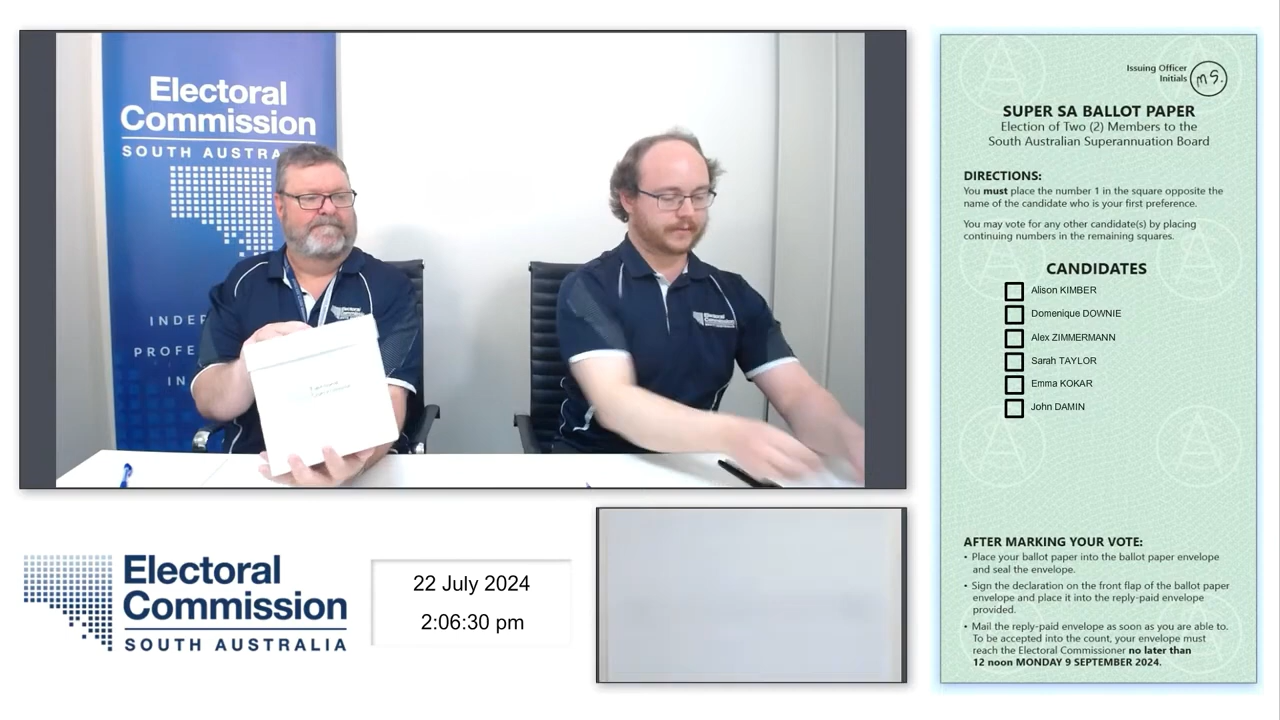 Electoral
Commission
SOUTH AUSTRA
INDEP
PROFE
IN
Electoral
Commission
Electoral
Commission
SOUTH AUSTRALIA
22 July 2024
2:06:30 pm
Issuing Officer
Initials
MS.
SUPER SA BALLOT PAPER
Election of Two (2) Members to the
South Australian Superannuation Board
DIRECTIONS:
You must place the number 1 in the square opposite the
name of the candidate who is your first preference.
You may vote for any other candidate(s) by placing
continuing numbers in the remaining squares.
CANDIDATES
Alison KIMBER
Domenique DOWNIE
Alex ZIMMERMANN
Sarah TAYLOR
Emma KOKAR
John DAMIN
AFTER MARKING YOUR VOTE:
• Place your ballot paper into the ballot paper envelope
and seal the envelope.
• Sign the declaration on the front flap of the ballot paper
envelope and place it into the reply-paid envelope
provided.
• Mail the reply-paid envelope as soon as you are able to.
To be accepted into the count, your envelope must
reach the Electoral Commissioner no later than
12 noon MONDAY 9 SEPTEMBER 2024.